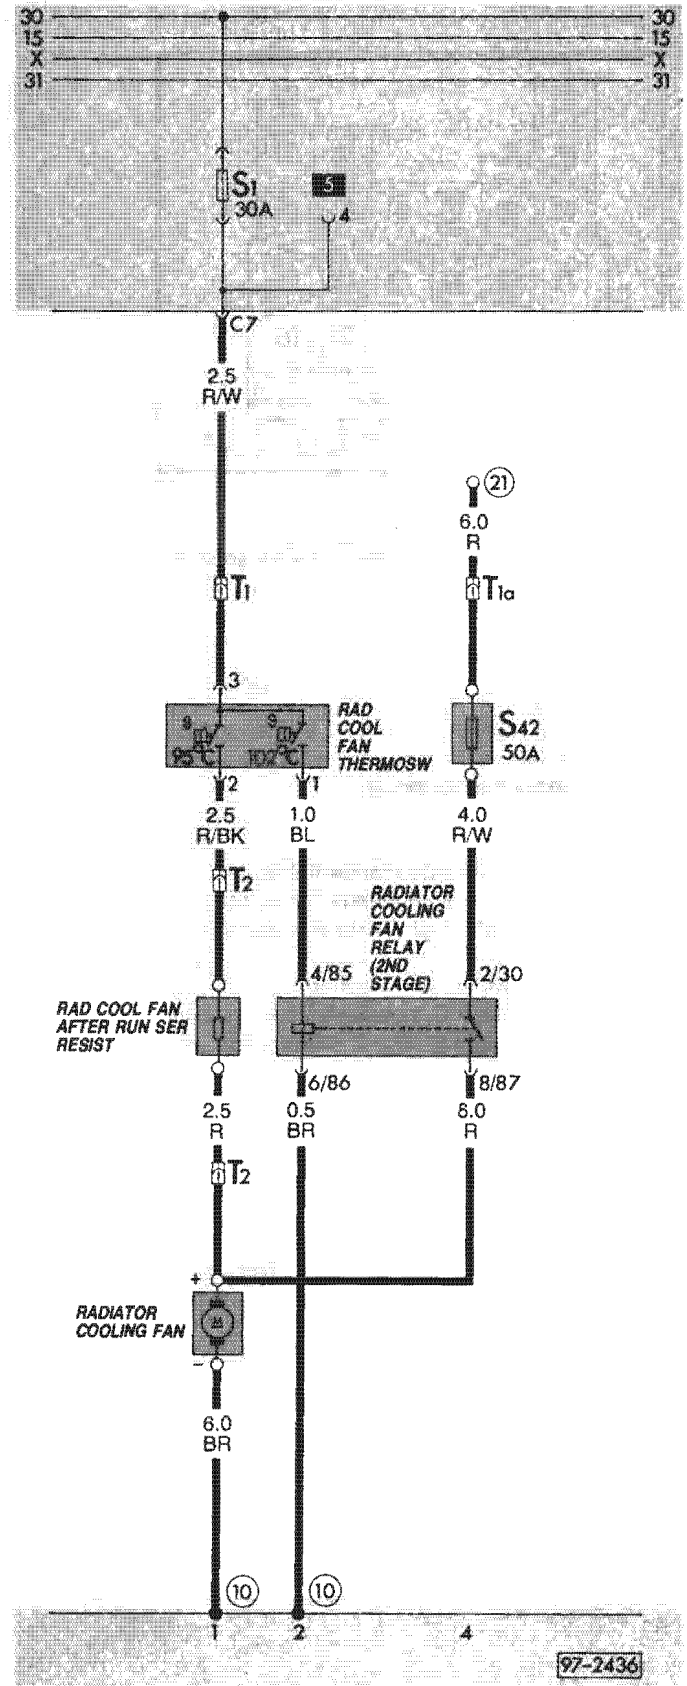 30 30
15 15
X X
31 31
S1
30A
5
4
C7
2.5
R/W
21
6.0
R
T1
T1a
3
RAD
COOL
FAN
THERMOSW
95°C
102°C
S42
50A
2
1
2.5
R/BK
1.0
BL
4.0
R/W
T2
RADIATOR
COOLING
FAN
RELAY
(2ND
STAGE)
4/85
2/30
RAD COOL FAN
AFTER RUN SER
RESIST
6/86
8/87
2.5
R
0.5
BR
6.0
R
T2
+
RADIATOR
COOLING FAN
M
−
6.0
BR
10
10
1
2
4
97-2436